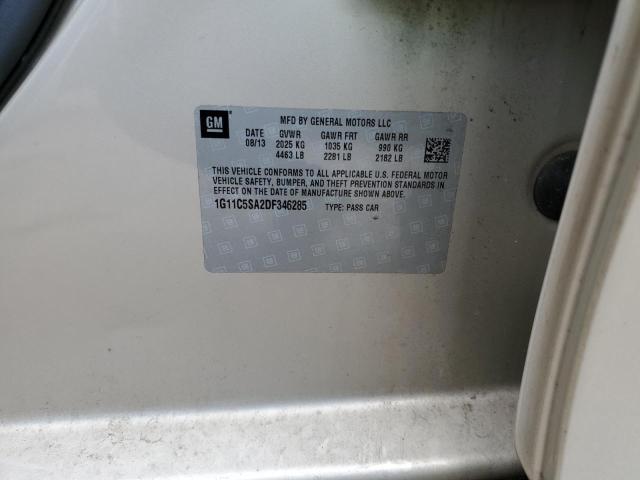 GM
MFD BY GENERAL MOTORS LLC
DATE GVWR GAWR FRT GAWR RR
08/13 2025 KG 1035 KG 990 KG
4463 LB 2281 LB 2182 LB
THIS VEHICLE CONFORMS TO ALL APPLICABLE U.S. FEDERAL MOTOR
VEHICLE SAFETY, BUMPER, AND THEFT PREVENTION STANDARDS IN
EFFECT ON THE DATE OF MANUFACTURE SHOWN ABOVE.
1G11C5SA2DF346285 TYPE: PASS CAR